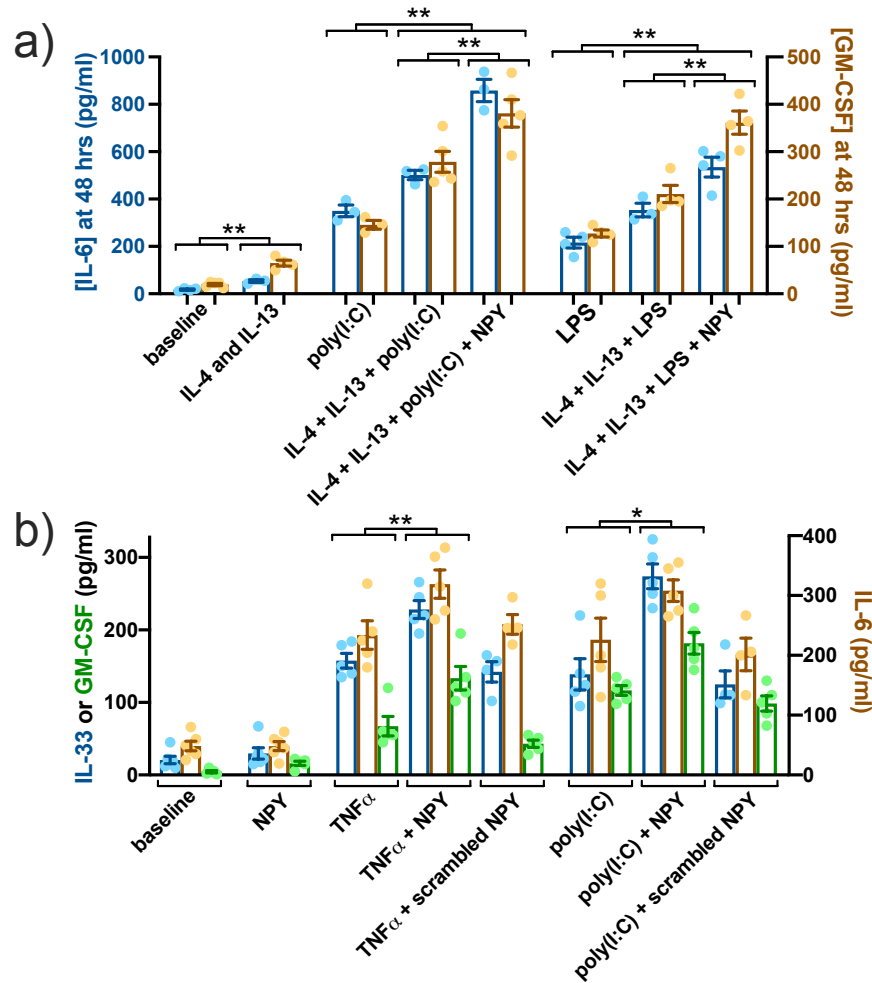 a)
[IL-6] at 48 hrs (pg/ml)
1000
800
600
400
200
0
**
**
**
**
**
500
400
300
200
100
0
[GM-CSF] at 48 hrs (pg/ml)
baseline
IL-4 and IL-13
poly(I:C)
IL-4 + IL-13 + poly(I:C)
IL-4 + IL-13 + poly(I:C) + NPY
LPS
IL-4 + IL-13 + LPS
IL-4 + IL-13 + LPS + NPY
b)
IL-33 or GM-CSF (pg/ml)
300
200
100
0
**
*
400
300
200
100
0
IL-6 (pg/ml)
baseline
NPY
TNFα
TNFα + NPY
TNFα + scrambled NPY
poly(I:C)
poly(I:C) + NPY
poly(I:C) + scrambled NPY